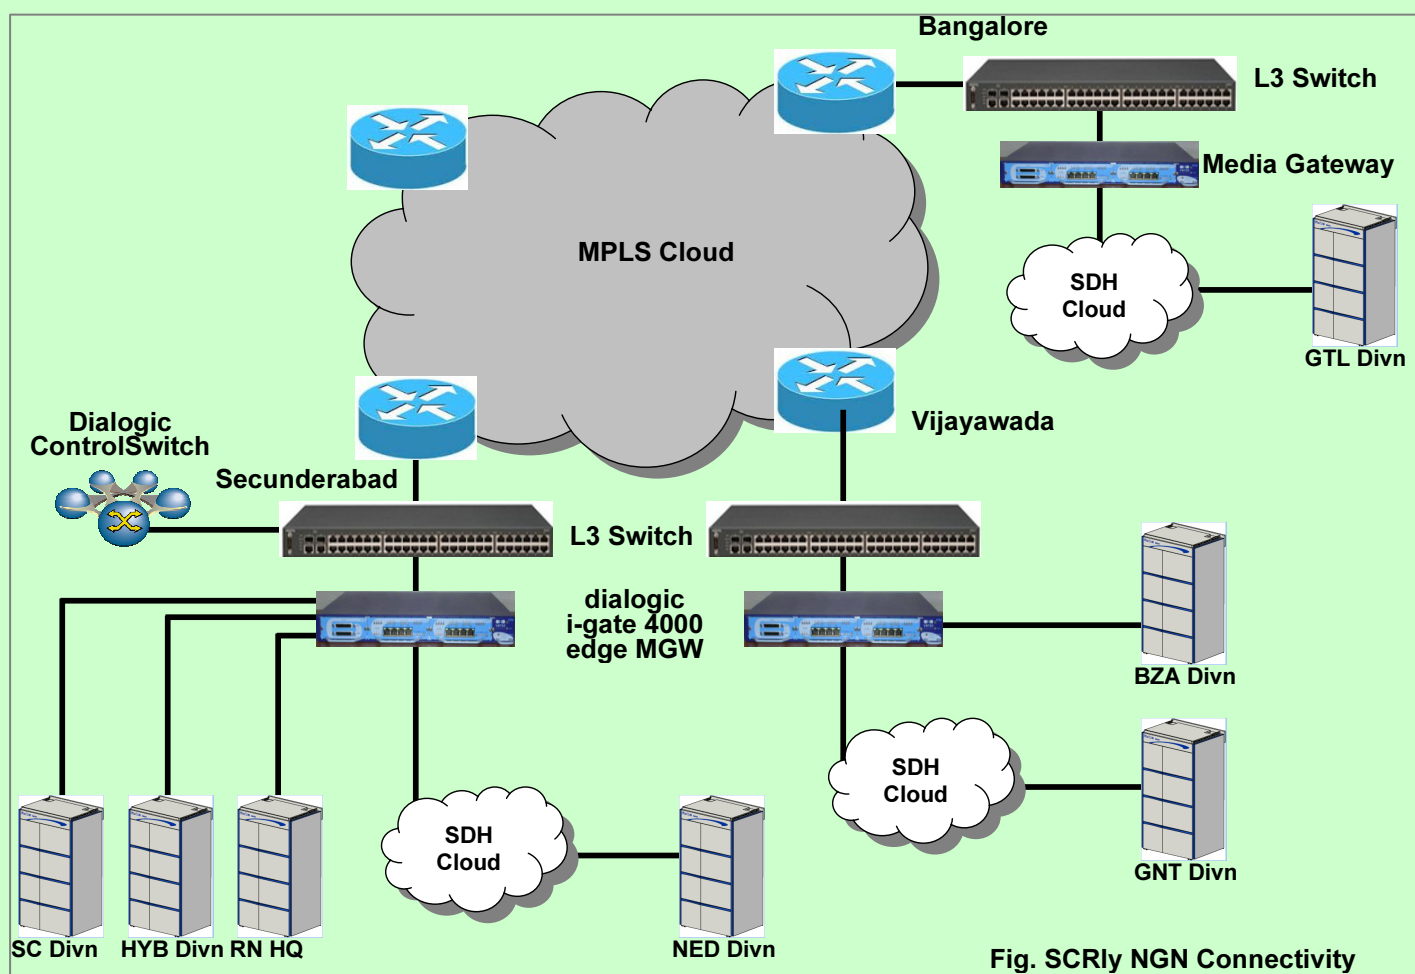 Bangalore
L3 Switch
Media Gateway
MPLS Cloud
SDH
Cloud
GTL Divn
Dialogic
ControlSwitch
Vijayawada
Secunderabad
L3 Switch
dialogic
i-gate 4000
edge MGW
BZA Divn
SDH
Cloud
SDH
Cloud
GNT Divn
SC Divn
HYB Divn
RN HQ
NED Divn
Fig. SCRly NGN Connectivity